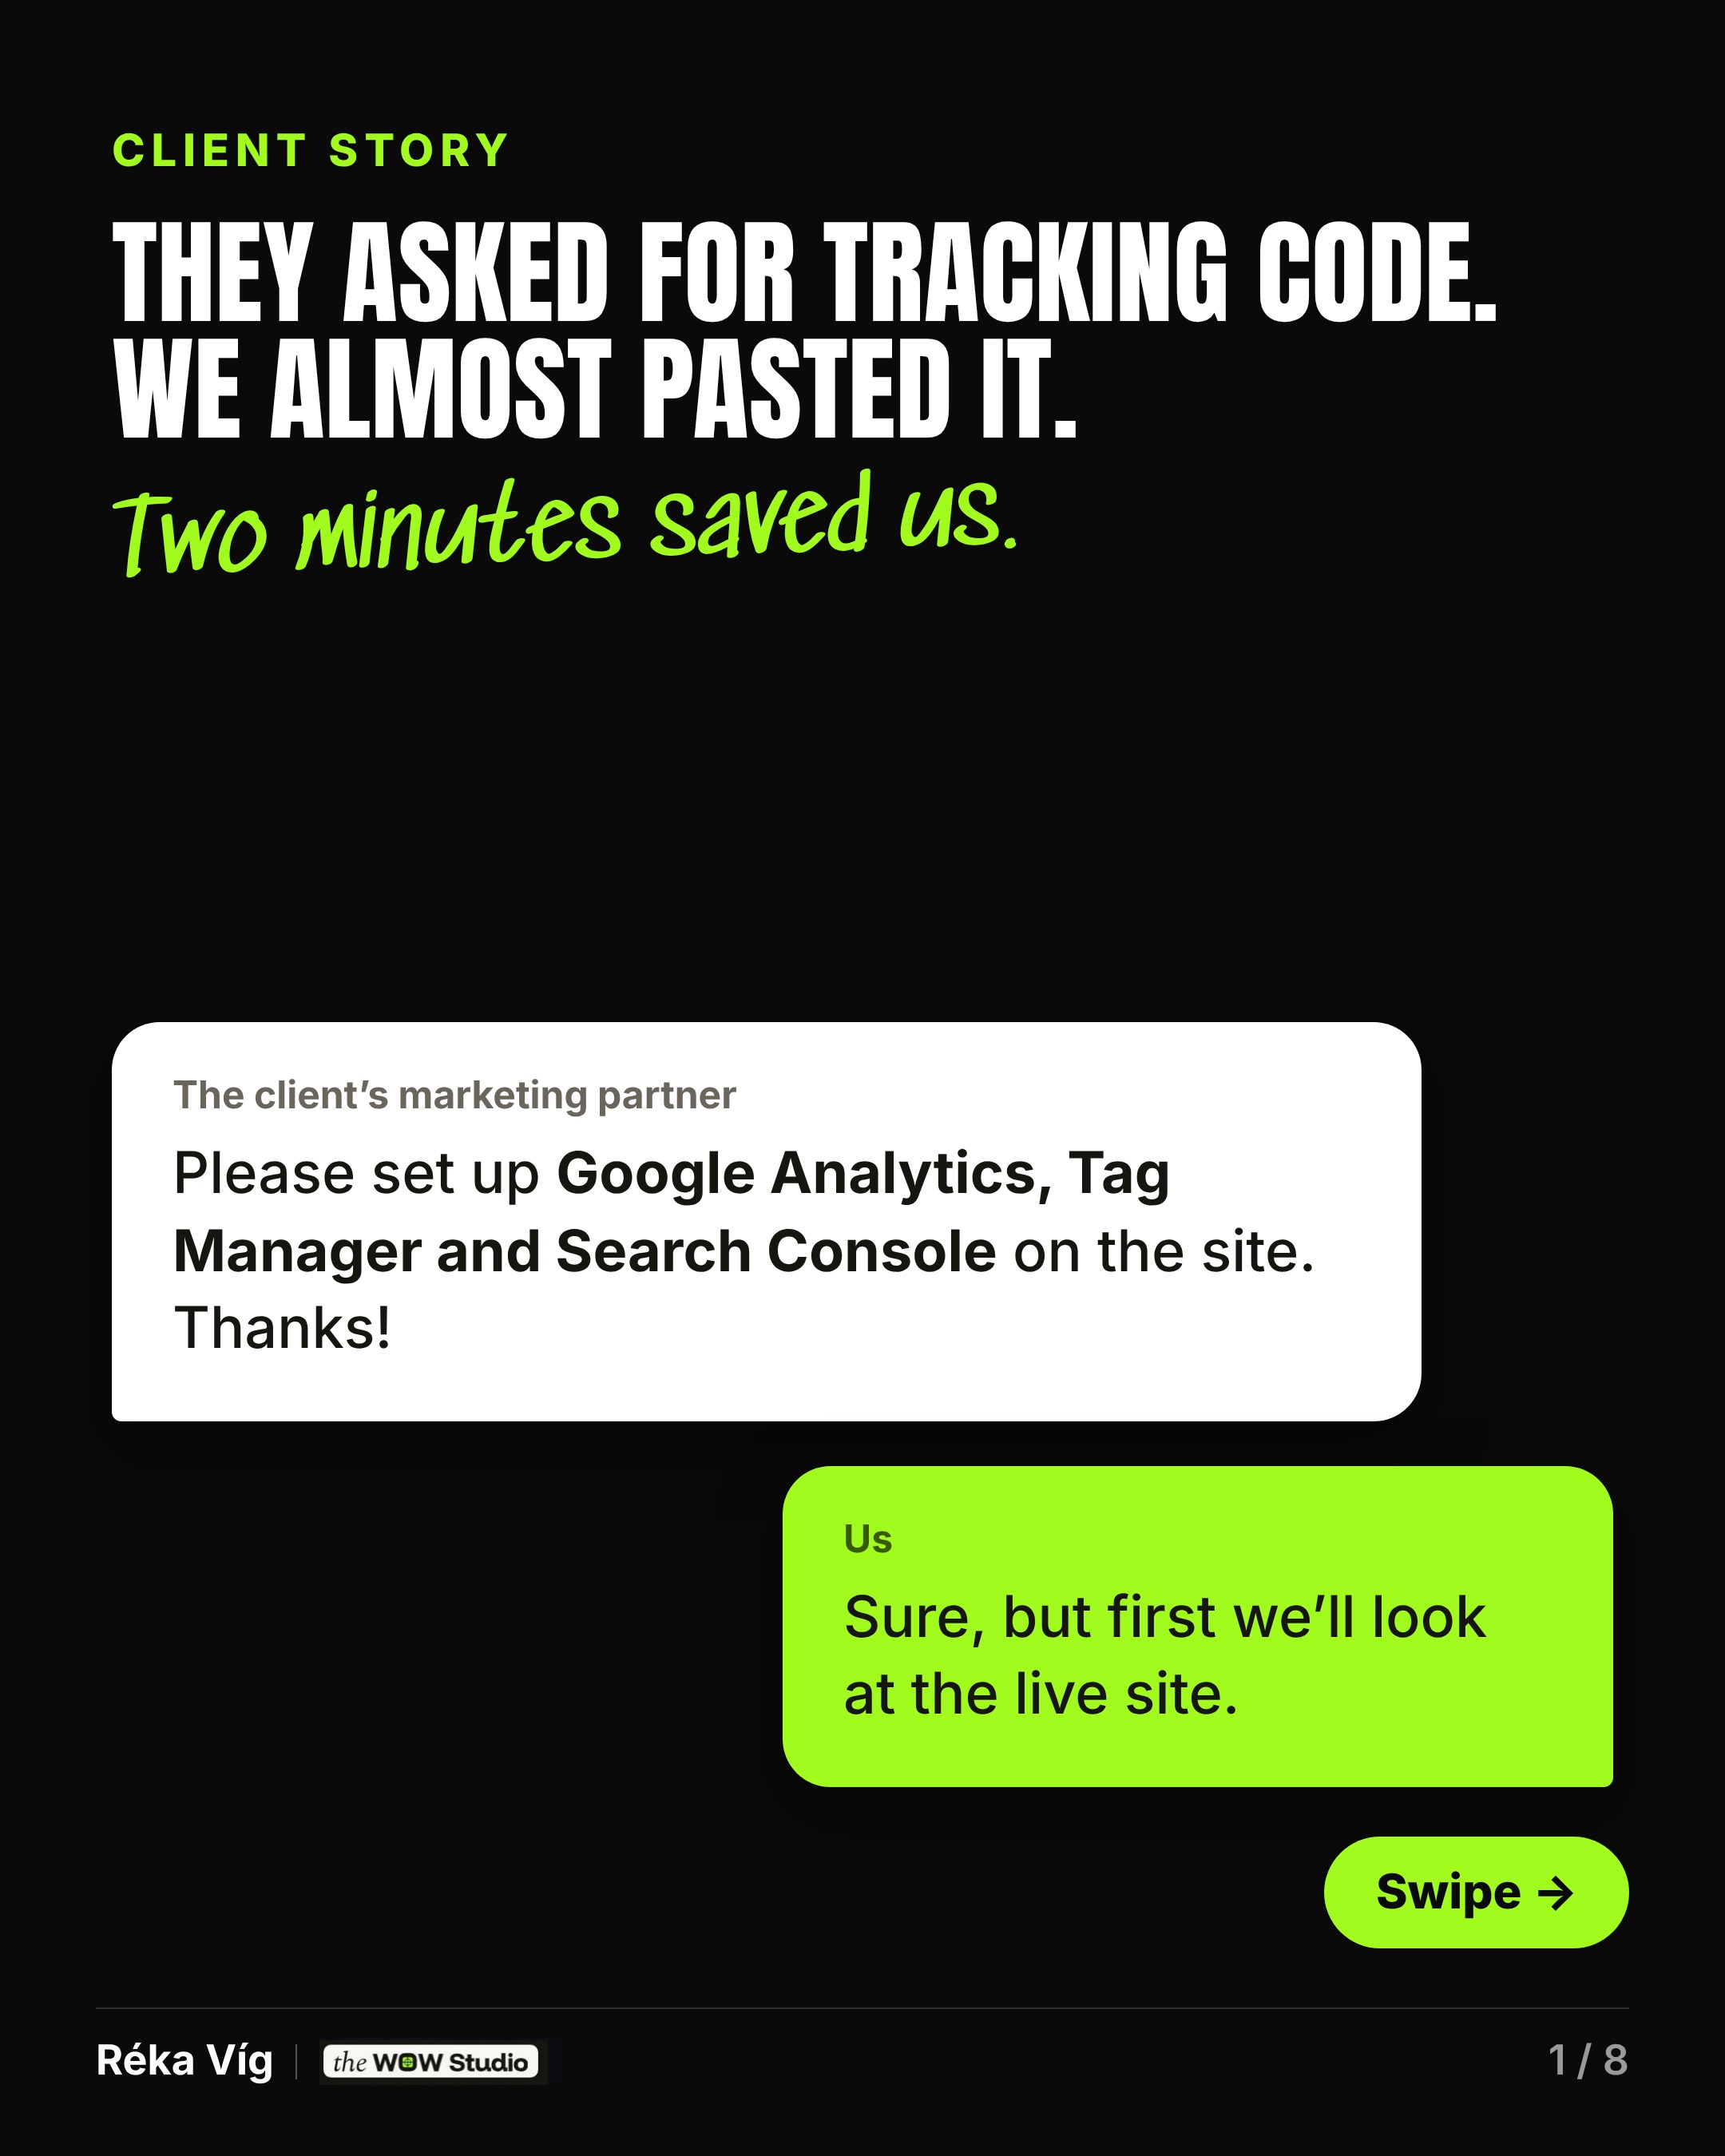 CLIENT STORY
THEY ASKED FOR TRACKING CODE.
WE ALMOST PASTED IT.
Two minutes saved us.
The client’s marketing partner
Please set up Google Analytics, Tag
Manager and Search Console on the site.
Thanks!
Us
Sure, but first we’ll look
at the live site.
Swipe →
Réka Víg | the WOW Studio
1 / 8